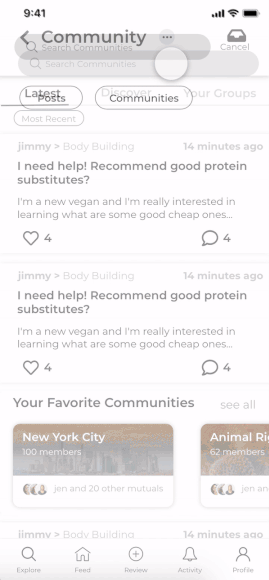 9:41
Community
Search Communities
Cancel
Search Communities
Latest
Discover
Your Groups
Posts
Communities
Most Recent
jimmy > Body Building
14 minutes ago
I need help! Recommend good protein
substitutes?
I'm a new vegan and I'm really interested in
learning what are some good cheap ones...
4
4
jimmy > Body Building
14 minutes ago
I need help! Recommend good protein
substitutes?
I'm a new vegan and I'm really interested in
learning what are some good cheap ones...
4
4
Your Favorite Communities
see all
New York City
100 members
jen and 20 other mutuals
Animal Ri
62 members
jen an
jimmy > Body Building
14 minutes ago
Explore
Feed
Review
Activity
Profile